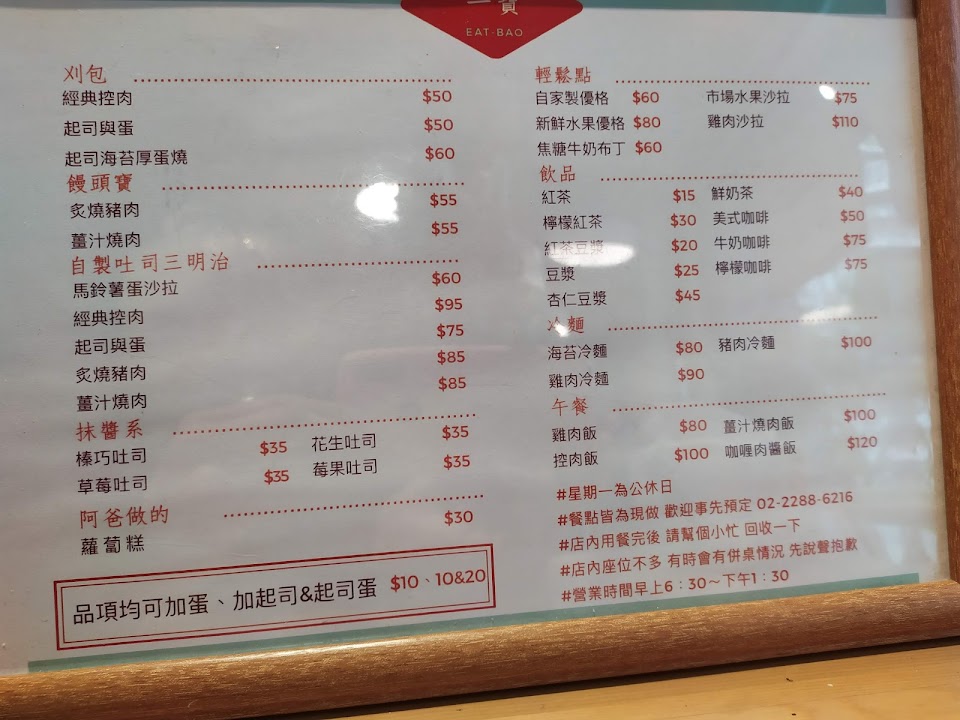 寶
EAT-BAO
刈包
經典控肉 $50
起司與蛋 $50
起司海苔厚蛋燒 $60
饅頭寶
炙燒豬肉 $55
薑汁燒肉 $55
自製吐司三明治
馬鈴薯蛋沙拉 $60
經典控肉 $95
起司與蛋 $75
炙燒豬肉 $85
薑汁燒肉 $85
抹醬系
榛巧吐司 $35 花生吐司 $35
草莓吐司 $35 莓果吐司 $35
阿爸做的
蘿蔔糕 $30
品項均可加蛋、加起司&起司蛋 $10、10&20
輕鬆點
自家製優格 $60 市場水果沙拉 $75
新鮮水果優格 $80 雞肉沙拉 $110
焦糖牛奶布丁 $60
飲品
紅茶 $15 鮮奶茶 $40
檸檬紅茶 $30 美式咖啡 $50
紅茶豆漿 $20 牛奶咖啡 $75
豆漿 $25 檸檬咖啡 $75
杏仁豆漿 $45
冷麵
海苔冷麵 $80 豬肉冷麵 $100
雞肉冷麵 $90
午餐
雞肉飯 $80 薑汁燒肉飯 $100
控肉飯 $100 咖喱肉醬飯 $120
#星期一為公休日
#餐點皆為現做 歡迎事先預定 02-2288-6216
#店內用餐完後 請幫個小忙 回收一下
#店內座位不多 有時會有併桌情況 先說聲抱歉
#營業時間早上6:30～下午1:30